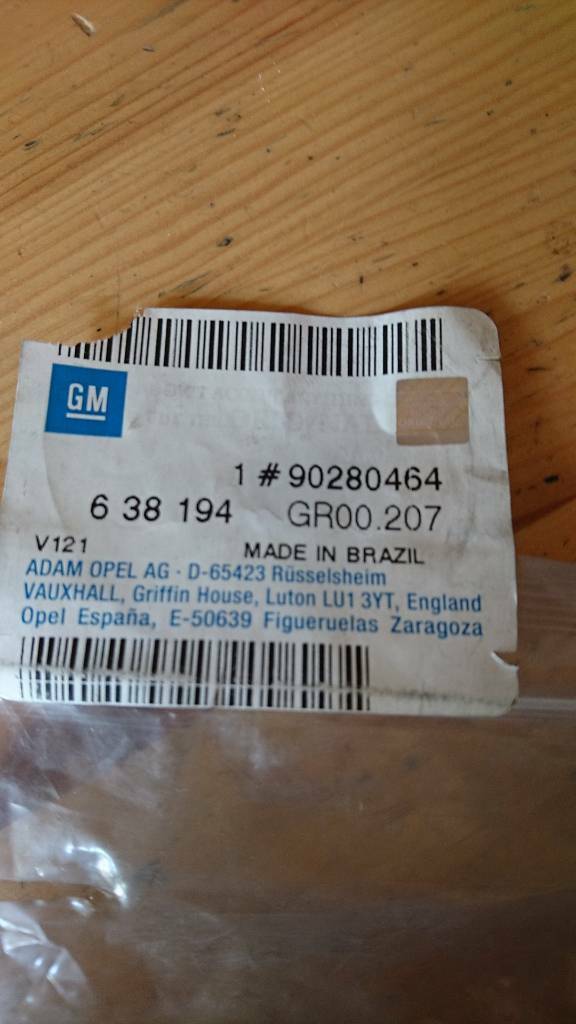 GM
1 # 90280464
6 38 194 GR00.207
V121 MADE IN BRAZIL
ADAM OPEL AG · D-65423 Rüsselsheim
VAUXHALL, Griffin House, Luton LU1 3YT, England
Opel España, E-50639 Figueruelas Zaragoza